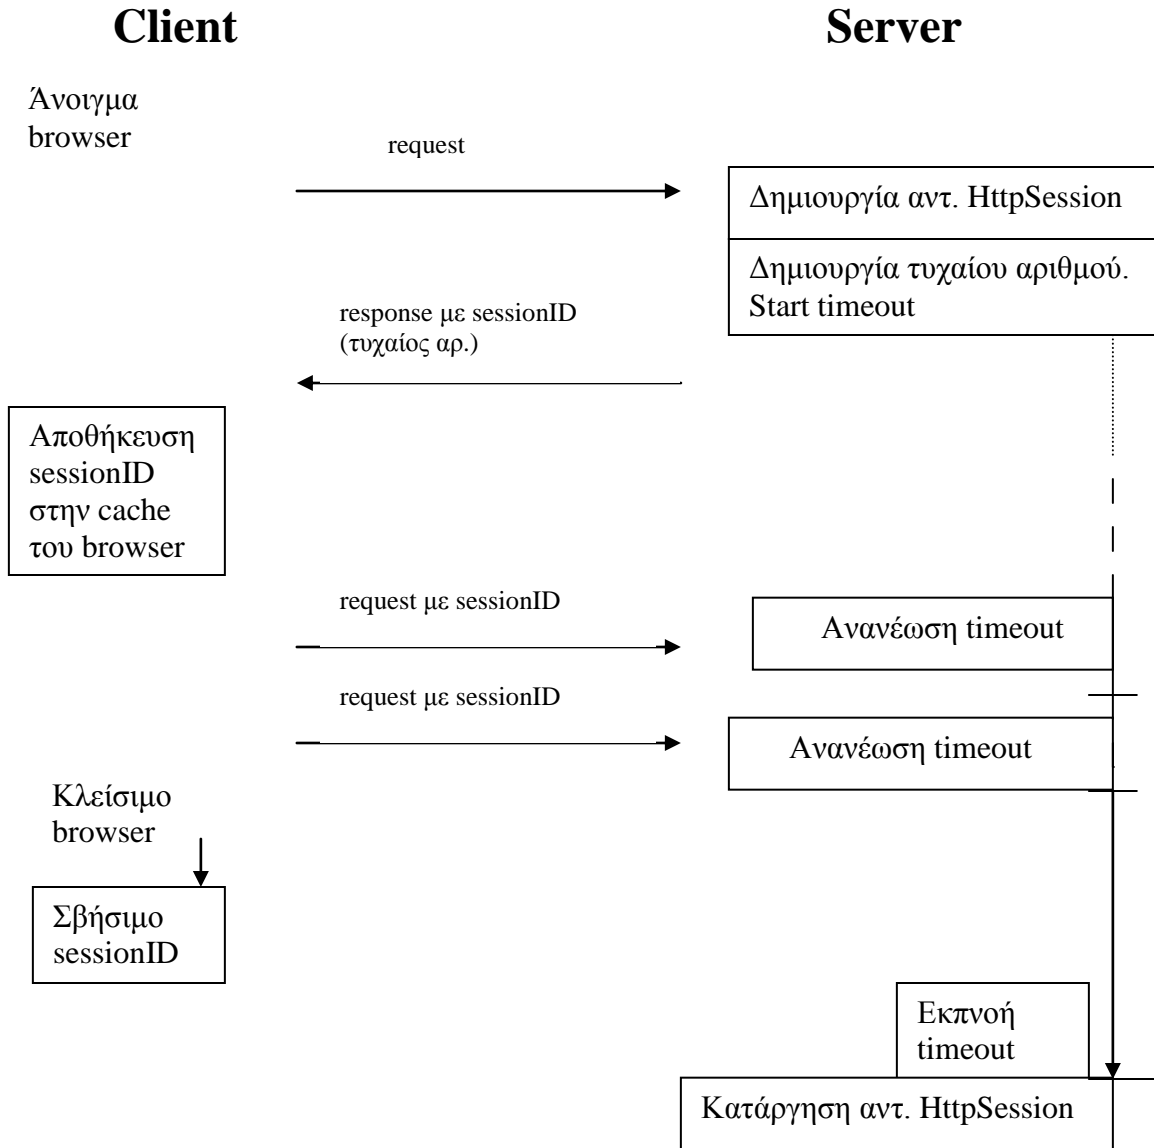 Client
Server
Άνοιγμα
browser
request
Δημιουργία αντ. HttpSession
Δημιουργία τυχαίου αριθμού.
Start timeout
response με sessionID
(τυχαίος αρ.)
Αποθήκευση
sessionID
στην cache
του browser
request με sessionID
Ανανέωση timeout
request με sessionID
Ανανέωση timeout
Κλείσιμο
browser
Σβήσιμο
sessionID
Εκπνοή
timeout
Κατάργηση αντ. HttpSession